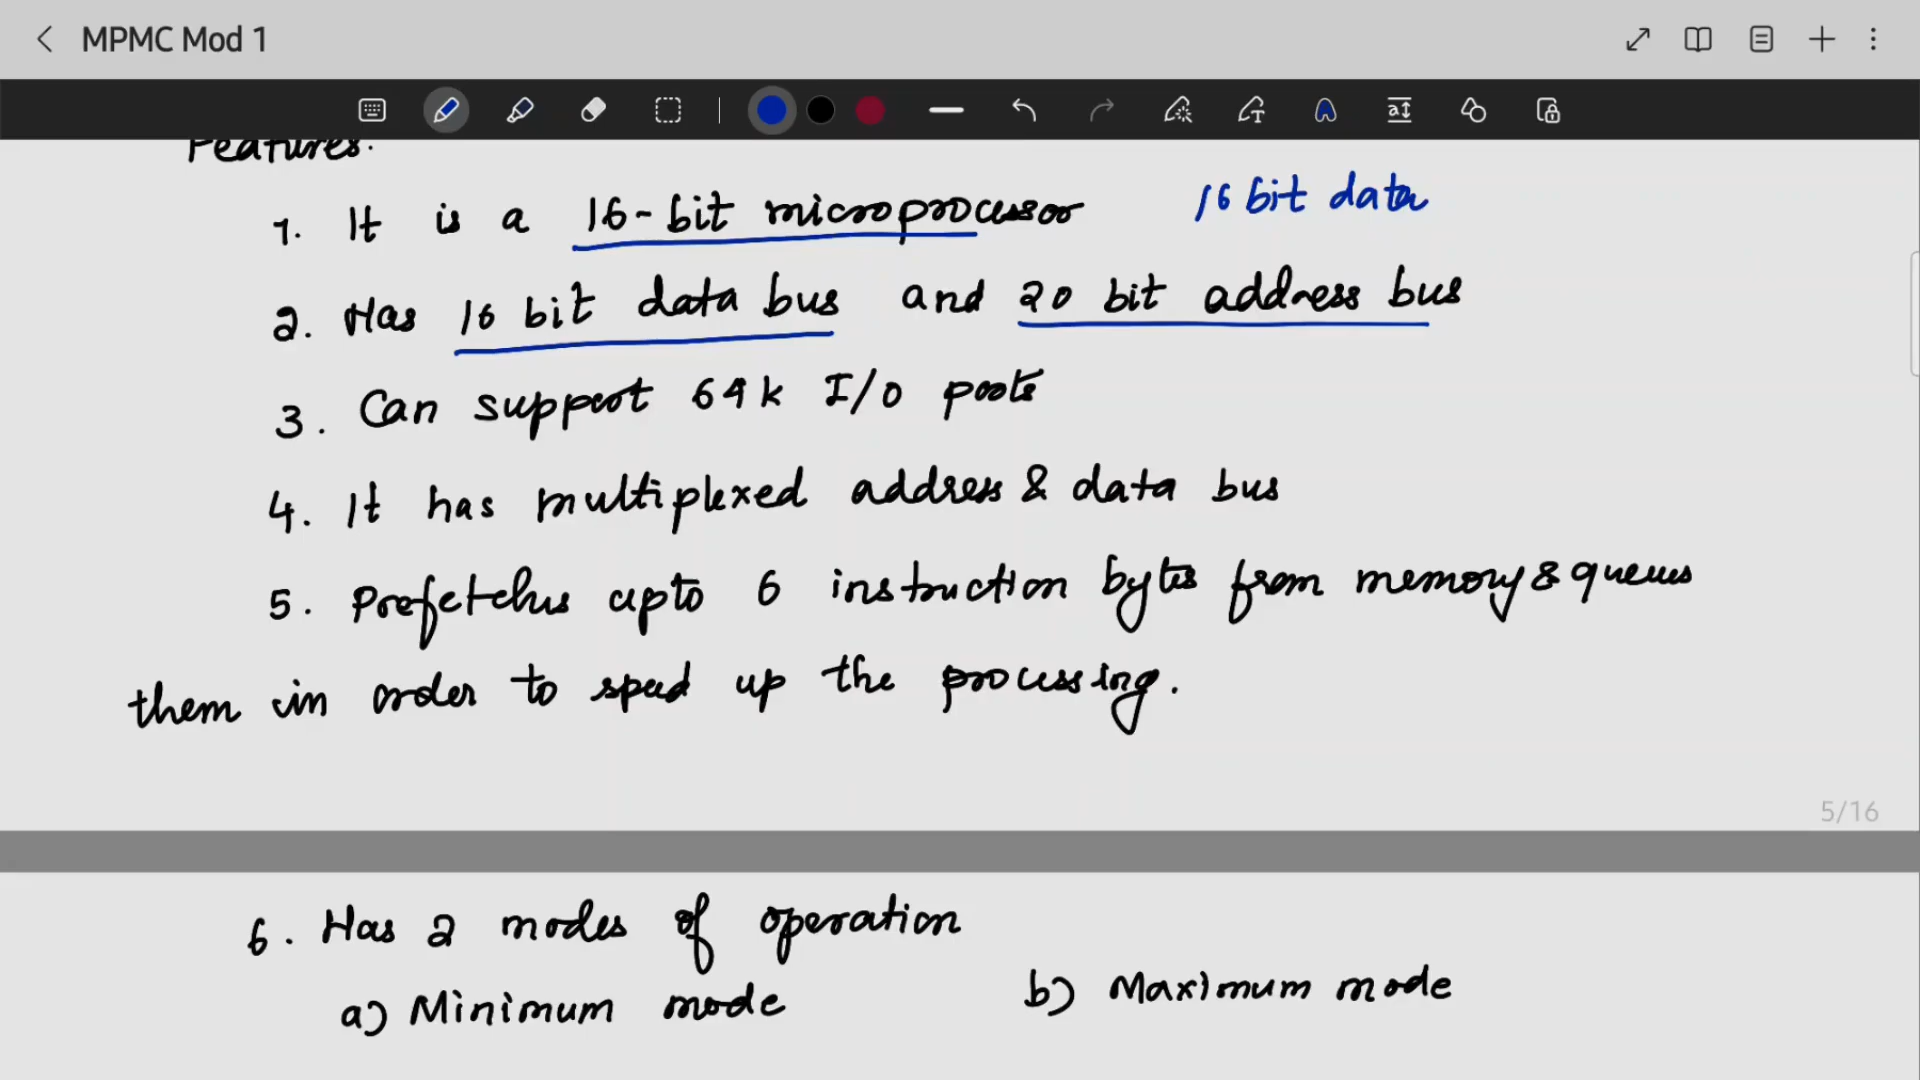 MPMC Mod 1
Features:
1. It is a 16-bit microprocessor 16 bit data
2. Has 16 bit data bus and 20 bit address bus
3. Can support 64k I/O ports
4. It has multiplexed address & data bus
5. Prefetches upto 6 instruction bytes from memory & queues
them in order to speed up the processing.
5/16
6. Has 2 modes of operation
a) Minimum mode b) Maximum mode